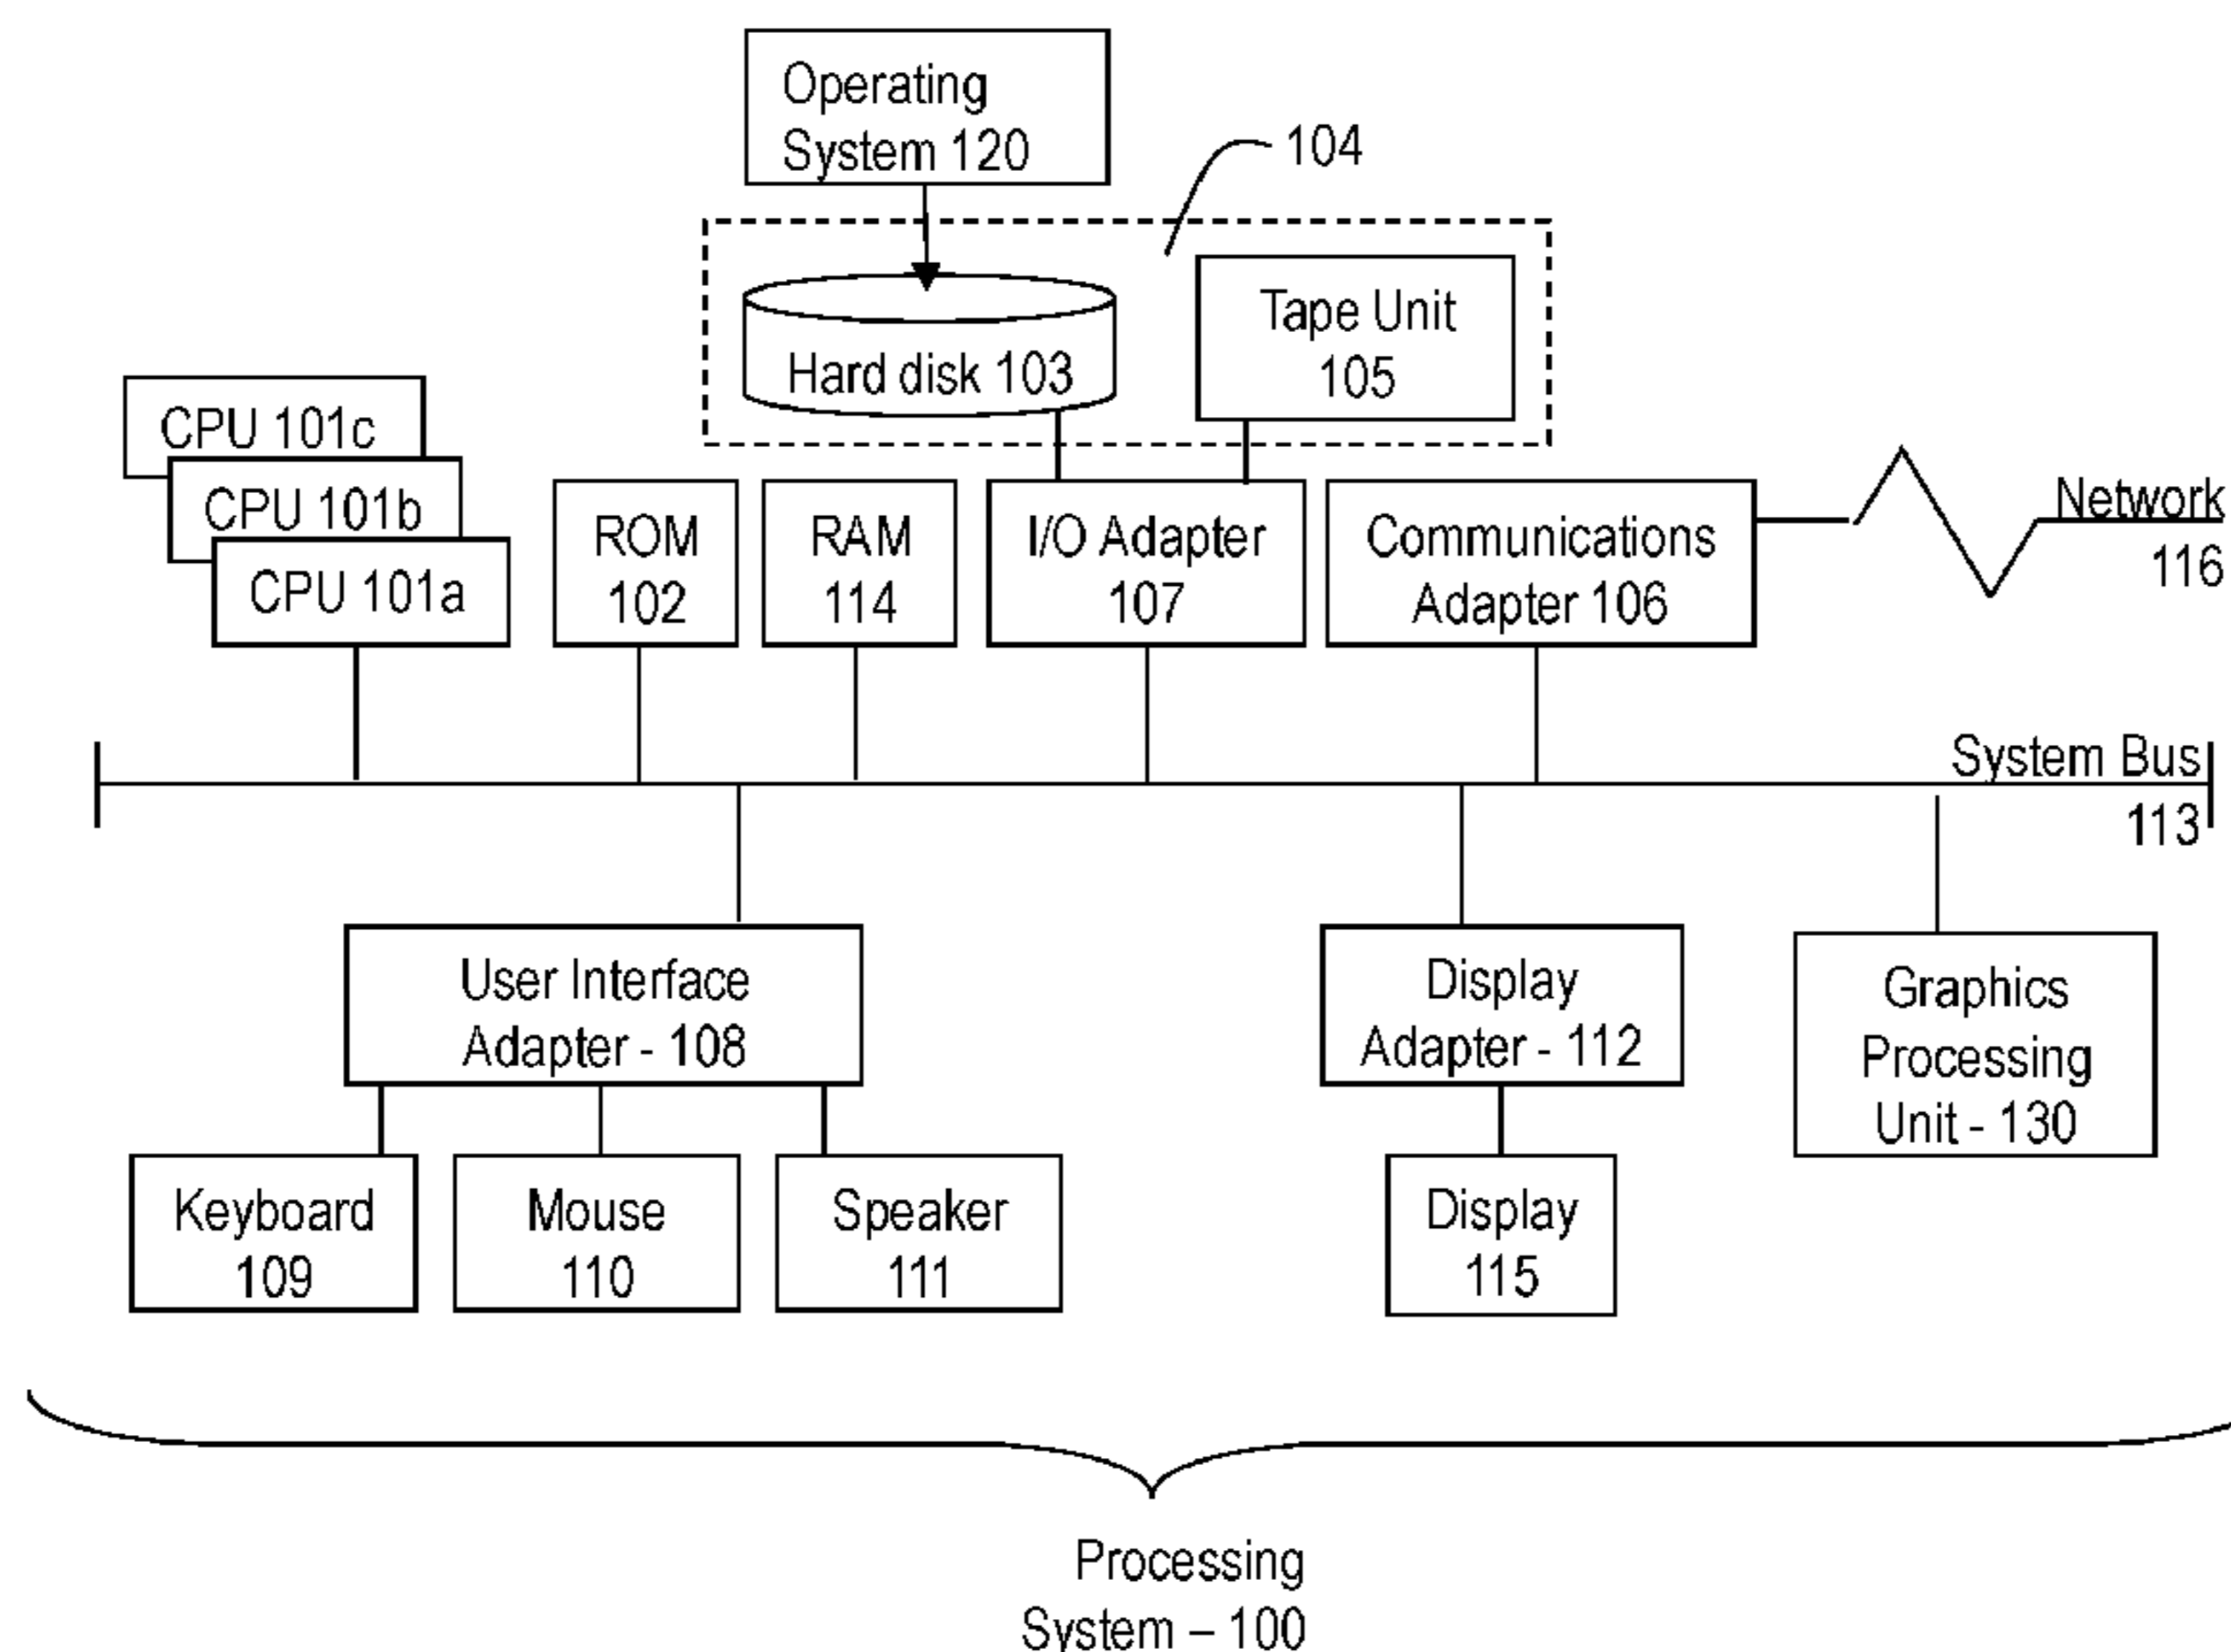 Operating
System 120
104
Hard disk 103
Tape Unit
105
CPU 101c
CPU 101b
CPU 101a
ROM
102
RAM
114
I/O Adapter
107
Communications
Adapter 106
Network
116
System Bus
113
User Interface
Adapter - 108
Display
Adapter - 112
Graphics
Processing
Unit - 130
Keyboard
109
Mouse
110
Speaker
111
Display
115
Processing
System – 100